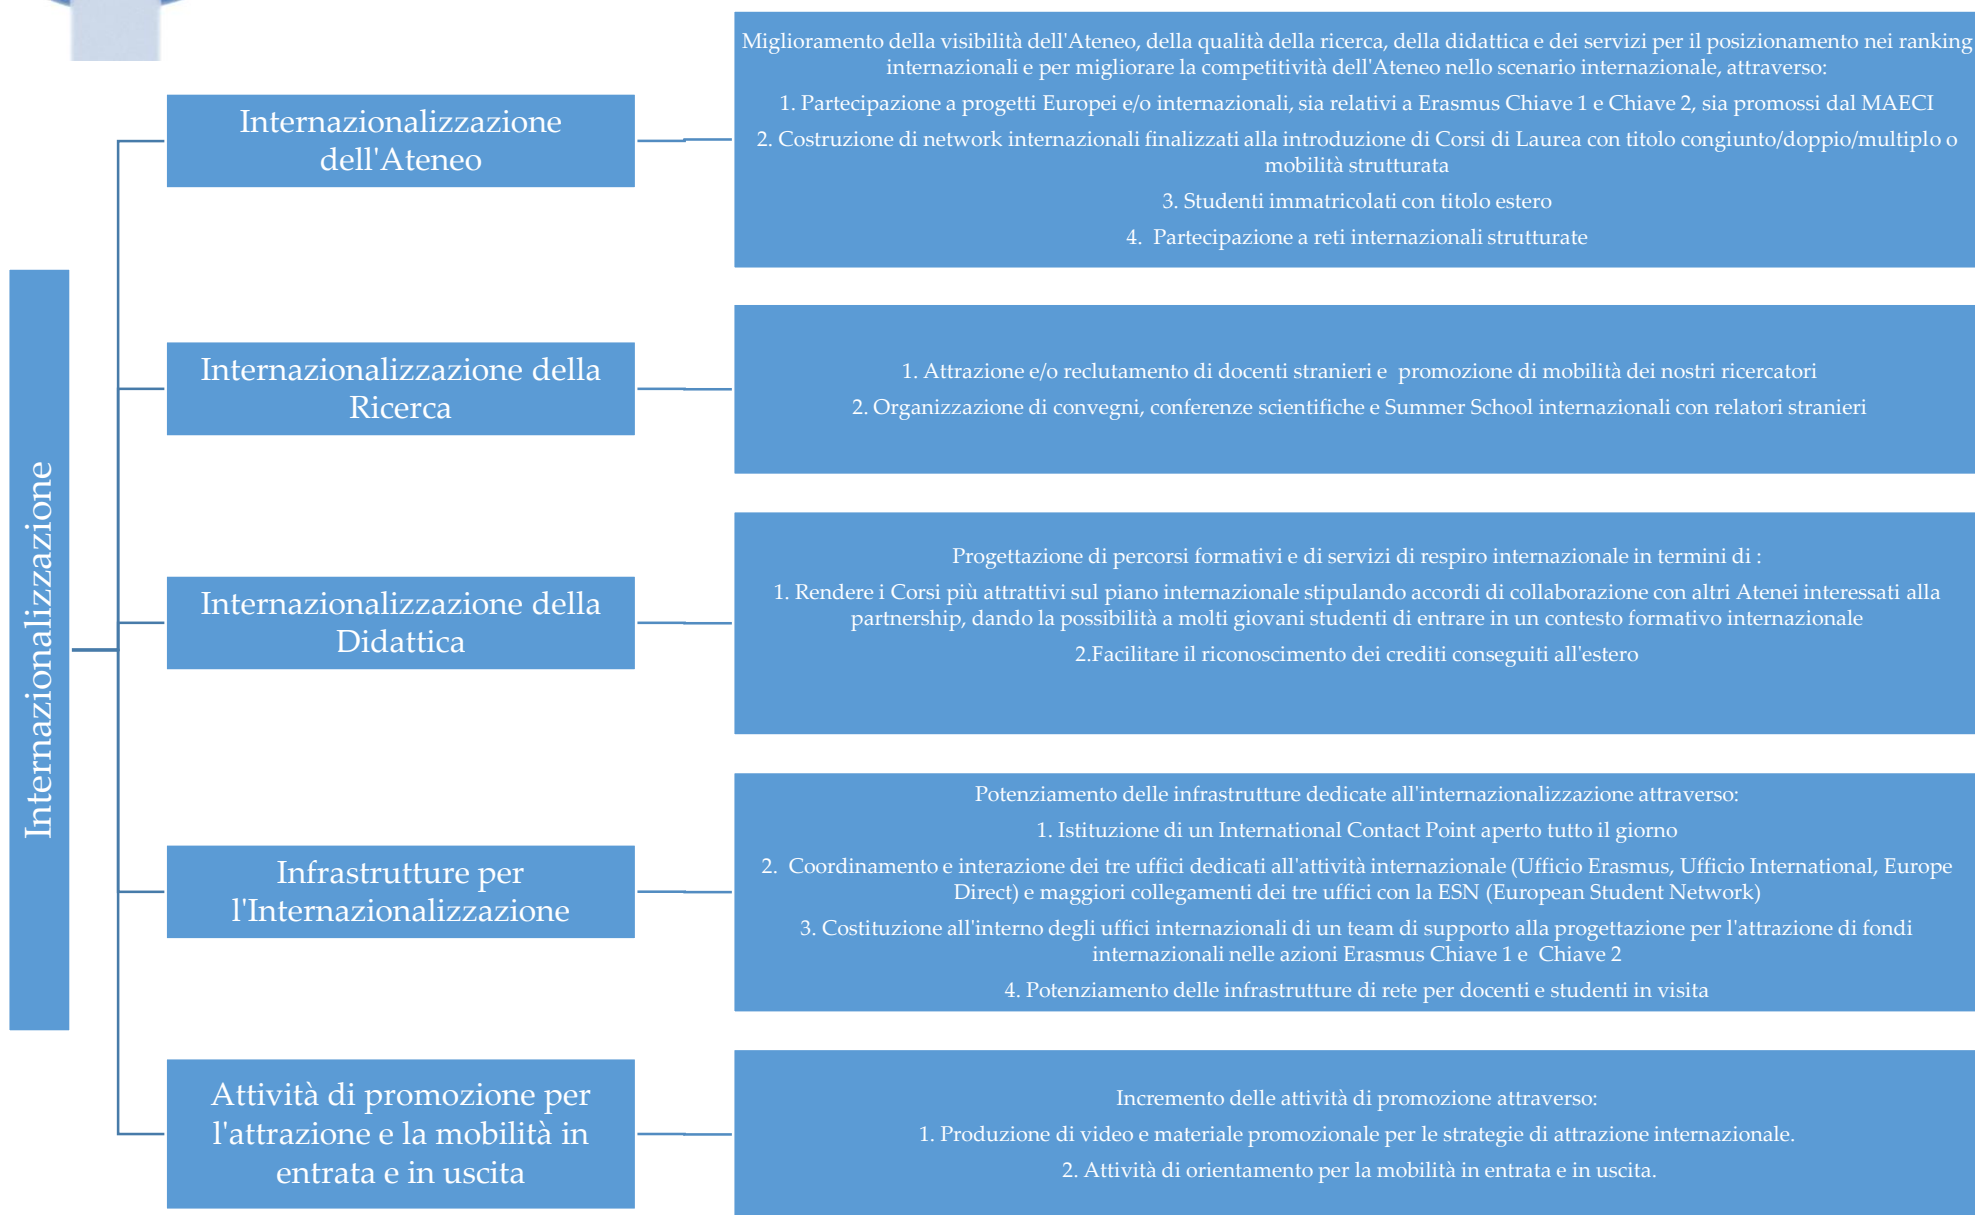 Internazionalizzazione
Internazionalizzazione
dell'Ateneo
Miglioramento della visibilità dell'Ateneo, della qualità della ricerca, della didattica e dei servizi per il posizionamento nei ranking
internazionali e per migliorare la competitività dell'Ateneo nello scenario internazionale, attraverso:
1. Partecipazione a progetti Europei e/o internazionali, sia relativi a Erasmus Chiave 1 e Chiave 2, sia promossi dal MAECI
2. Costruzione di network internazionali finalizzati alla introduzione di Corsi di Laurea con titolo congiunto/doppio/multiplo o
mobilità strutturata
3. Studenti immatricolati con titolo estero
4. Partecipazione a reti internazionali strutturate
Internazionalizzazione della
Ricerca
1. Attrazione e/o reclutamento di docenti stranieri e promozione di mobilità dei nostri ricercatori
2. Organizzazione di convegni, conferenze scientifiche e Summer School internazionali con relatori stranieri
Internazionalizzazione della
Didattica
Progettazione di percorsi formativi e di servizi di respiro internazionale in termini di :
1. Rendere i Corsi più attrattivi sul piano internazionale stipulando accordi di collaborazione con altri Atenei interessati alla
partnership, dando la possibilità a molti giovani studenti di entrare in un contesto formativo internazionale
2.Facilitare il riconoscimento dei crediti conseguiti all'estero
Infrastrutture per
l'Internazionalizzazione
Potenziamento delle infrastrutture dedicate all'internazionalizzazione attraverso:
1. Istituzione di un International Contact Point aperto tutto il giorno
2. Coordinamento e interazione dei tre uffici dedicati all'attività internazionale (Ufficio Erasmus, Ufficio International, Europe
Direct) e maggiori collegamenti dei tre uffici con la ESN (European Student Network)
3. Costituzione all'interno degli uffici internazionali di un team di supporto alla progettazione per l'attrazione di fondi
internazionali nelle azioni Erasmus Chiave 1 e Chiave 2
4. Potenziamento delle infrastrutture di rete per docenti e studenti in visita
Attività di promozione per
l'attrazione e la mobilità in
entrata e in uscita
Incremento delle attività di promozione attraverso:
1. Produzione di video e materiale promozionale per le strategie di attrazione internazionale.
2. Attività di orientamento per la mobilità in entrata e in uscita.